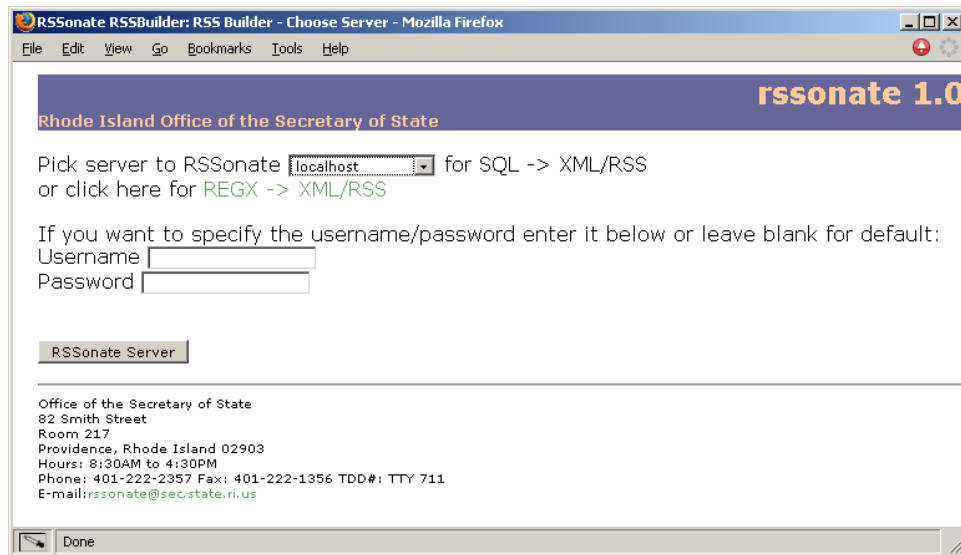 RSSonate RSSBuilder: RSS Builder - Choose Server - Mozilla Firefox
File Edit View Go Bookmarks Tools Help
rssonate 1.0
Rhode Island Office of the Secretary of State
Pick server to RSSonate localhost for SQL -> XML/RSS
or click here for REGX -> XML/RSS
If you want to specify the username/password enter it below or leave blank for default:
Username
Password
RSSonate Server
Office of the Secretary of State
82 Smith Street
Room 217
Providence, Rhode Island 02903
Hours: 8:30AM to 4:30PM
Phone: 401-222-2357 Fax: 401-222-1356 TDD#: TTY 711
E-mail:rssonate@sec.state.ri.us
Done